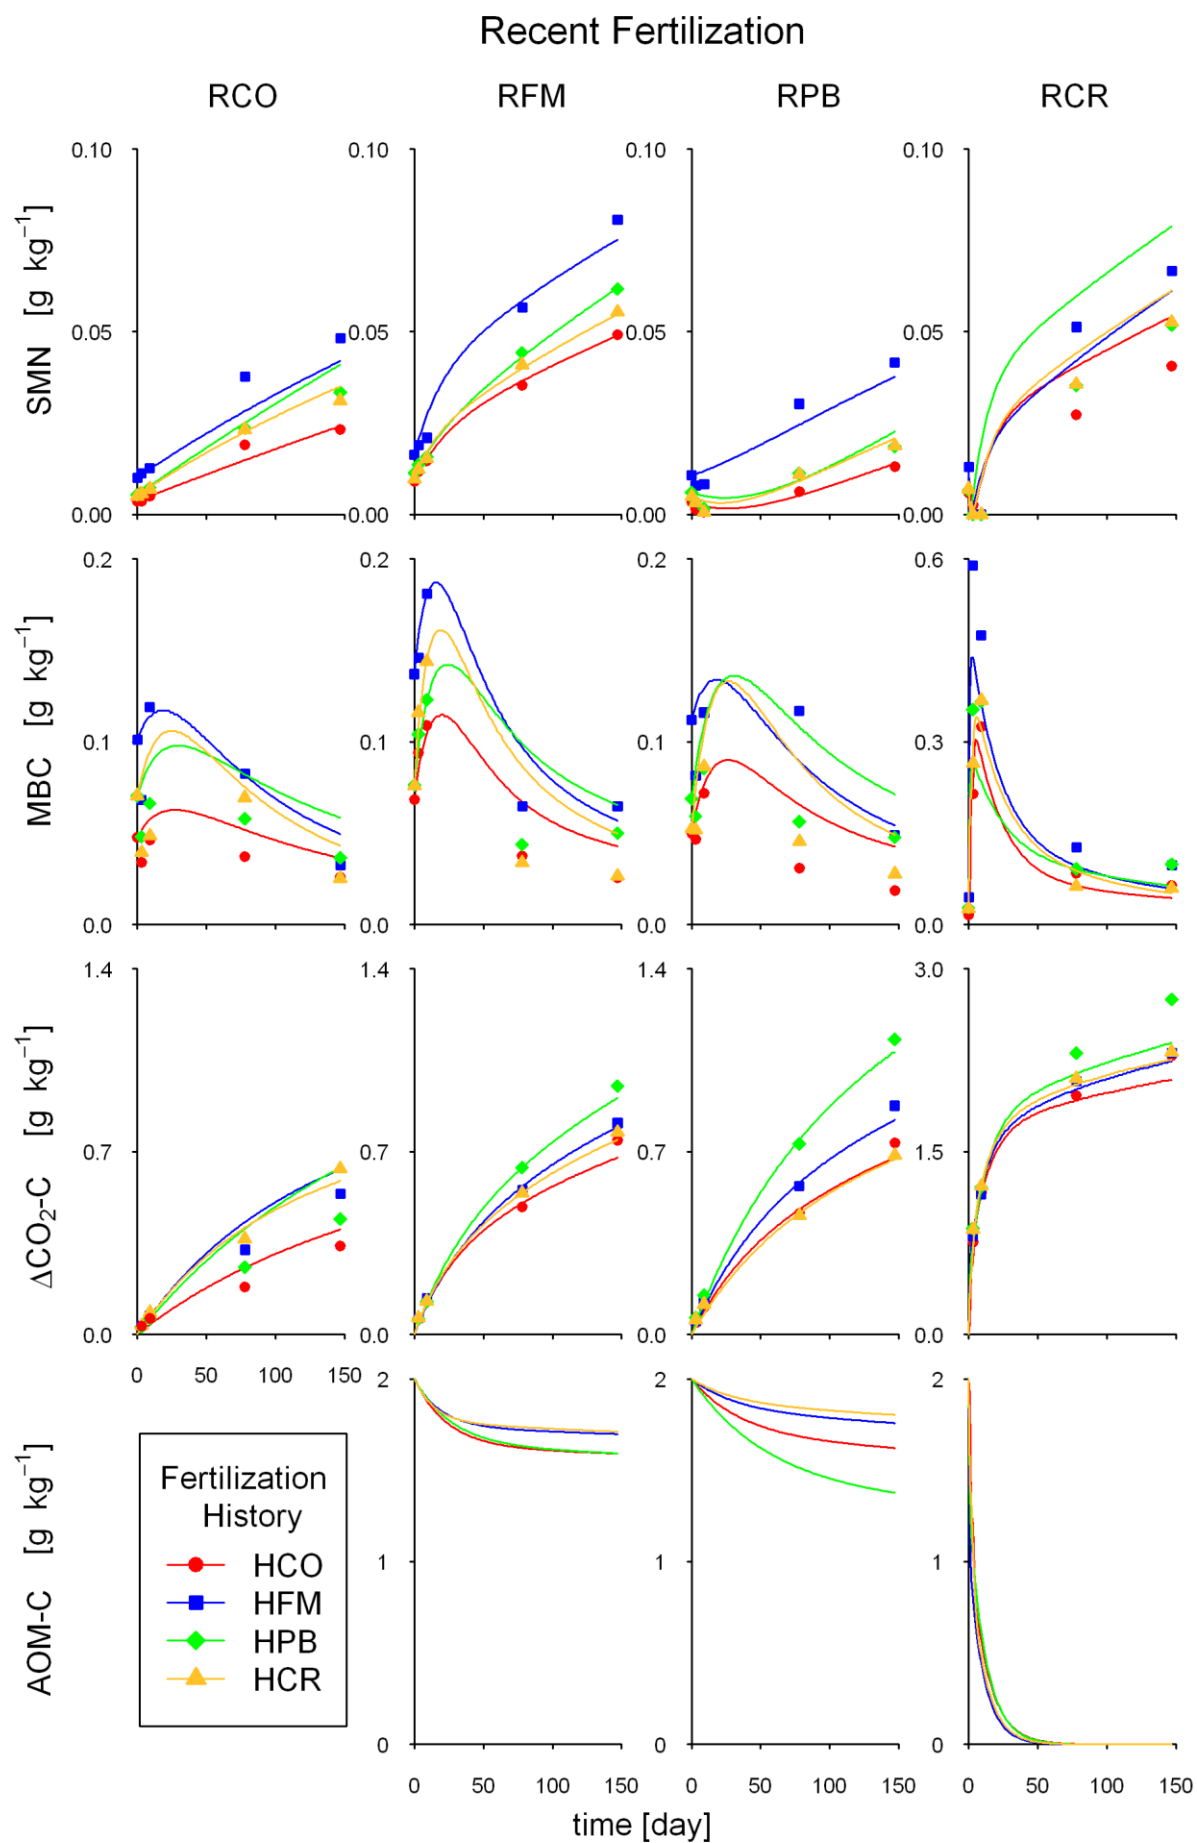 Recent Fertilization
RCO RFM RPB RCR
SMN [g kg⁻¹]
0.10 0.10 0.10 0.10
0.05 0.05 0.05 0.05
0.00 0.00 0.00 0.00
MBC [g kg⁻¹]
0.2 0.2 0.2 0.6
0.1 0.1 0.1 0.3
0.0 0.0 0.0 0.0
ΔCO₂-C [g kg⁻¹]
1.4 1.4 1.4 3.0
0.7 0.7 0.7 1.5
0.0 0.0 0.0 0.0
0 50 100 150
AOM-C [g kg⁻¹]
2 2 2
1 1 1
0 0 0
0 50 100 150 0 50 100 150 0 50 100 150
Fertilization
History
HCO
HFM
HPB
HCR
time [day]